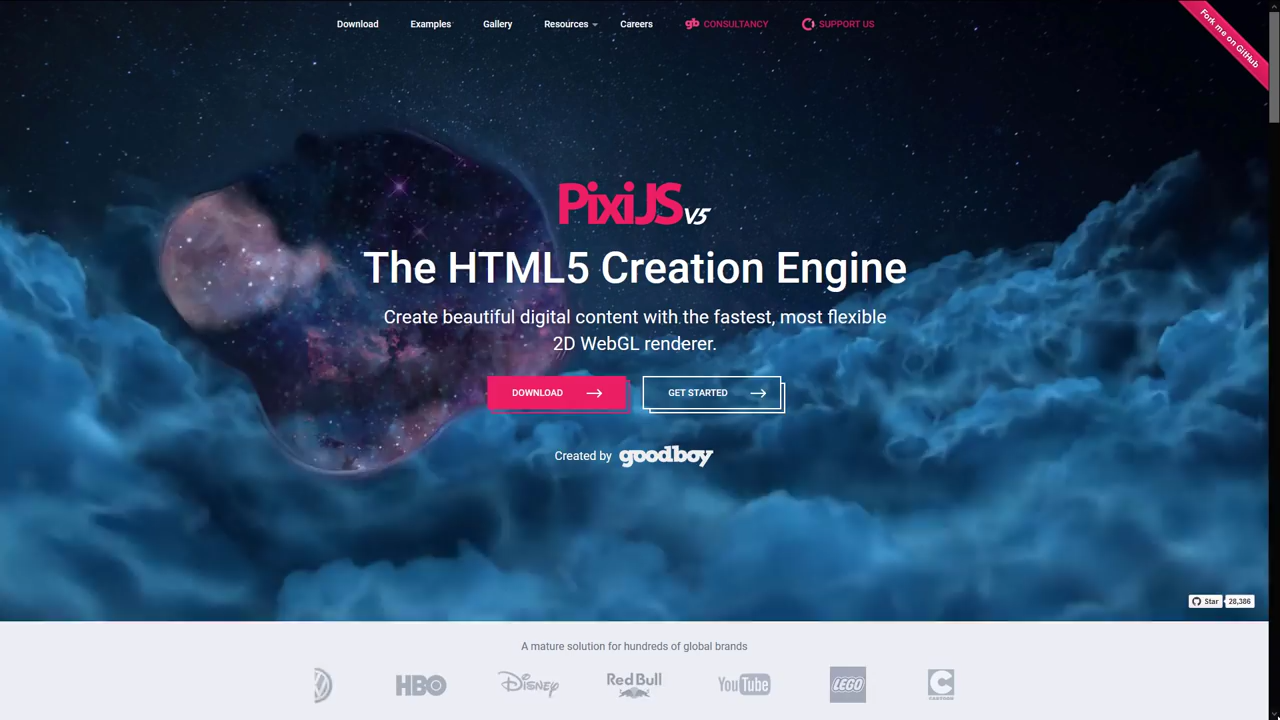 Download Examples Gallery Resources Careers gb CONSULTANCY SUPPORT US
Fork me on GitHub
PixiJS V5
The HTML5 Creation Engine
Create beautiful digital content with the fastest, most flexible
2D WebGL renderer.
DOWNLOAD GET STARTED
Created by goodboy
Star 28,386
A mature solution for hundreds of global brands
HBO Disney Red Bull YouTube LEGO C